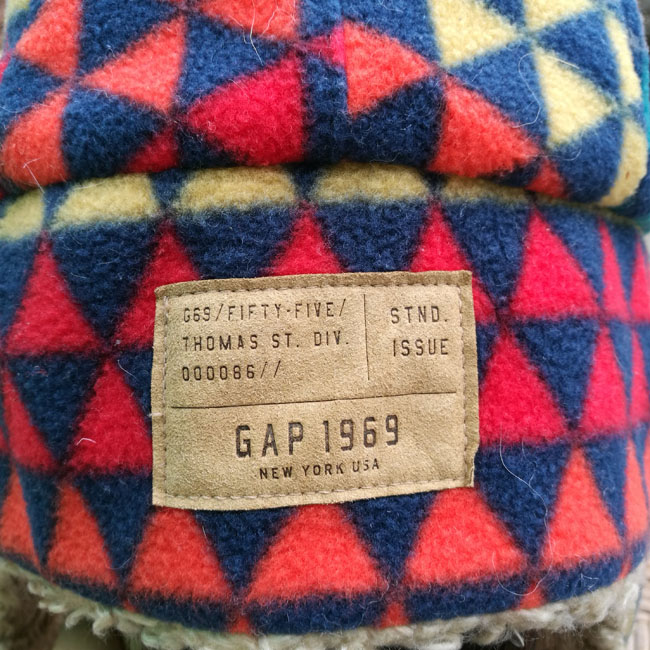 G69/FIFTY-FIVE/
THOMAS ST. DIV.
000086//
STND.
ISSUE
GAP 1969
NEW YORK USA